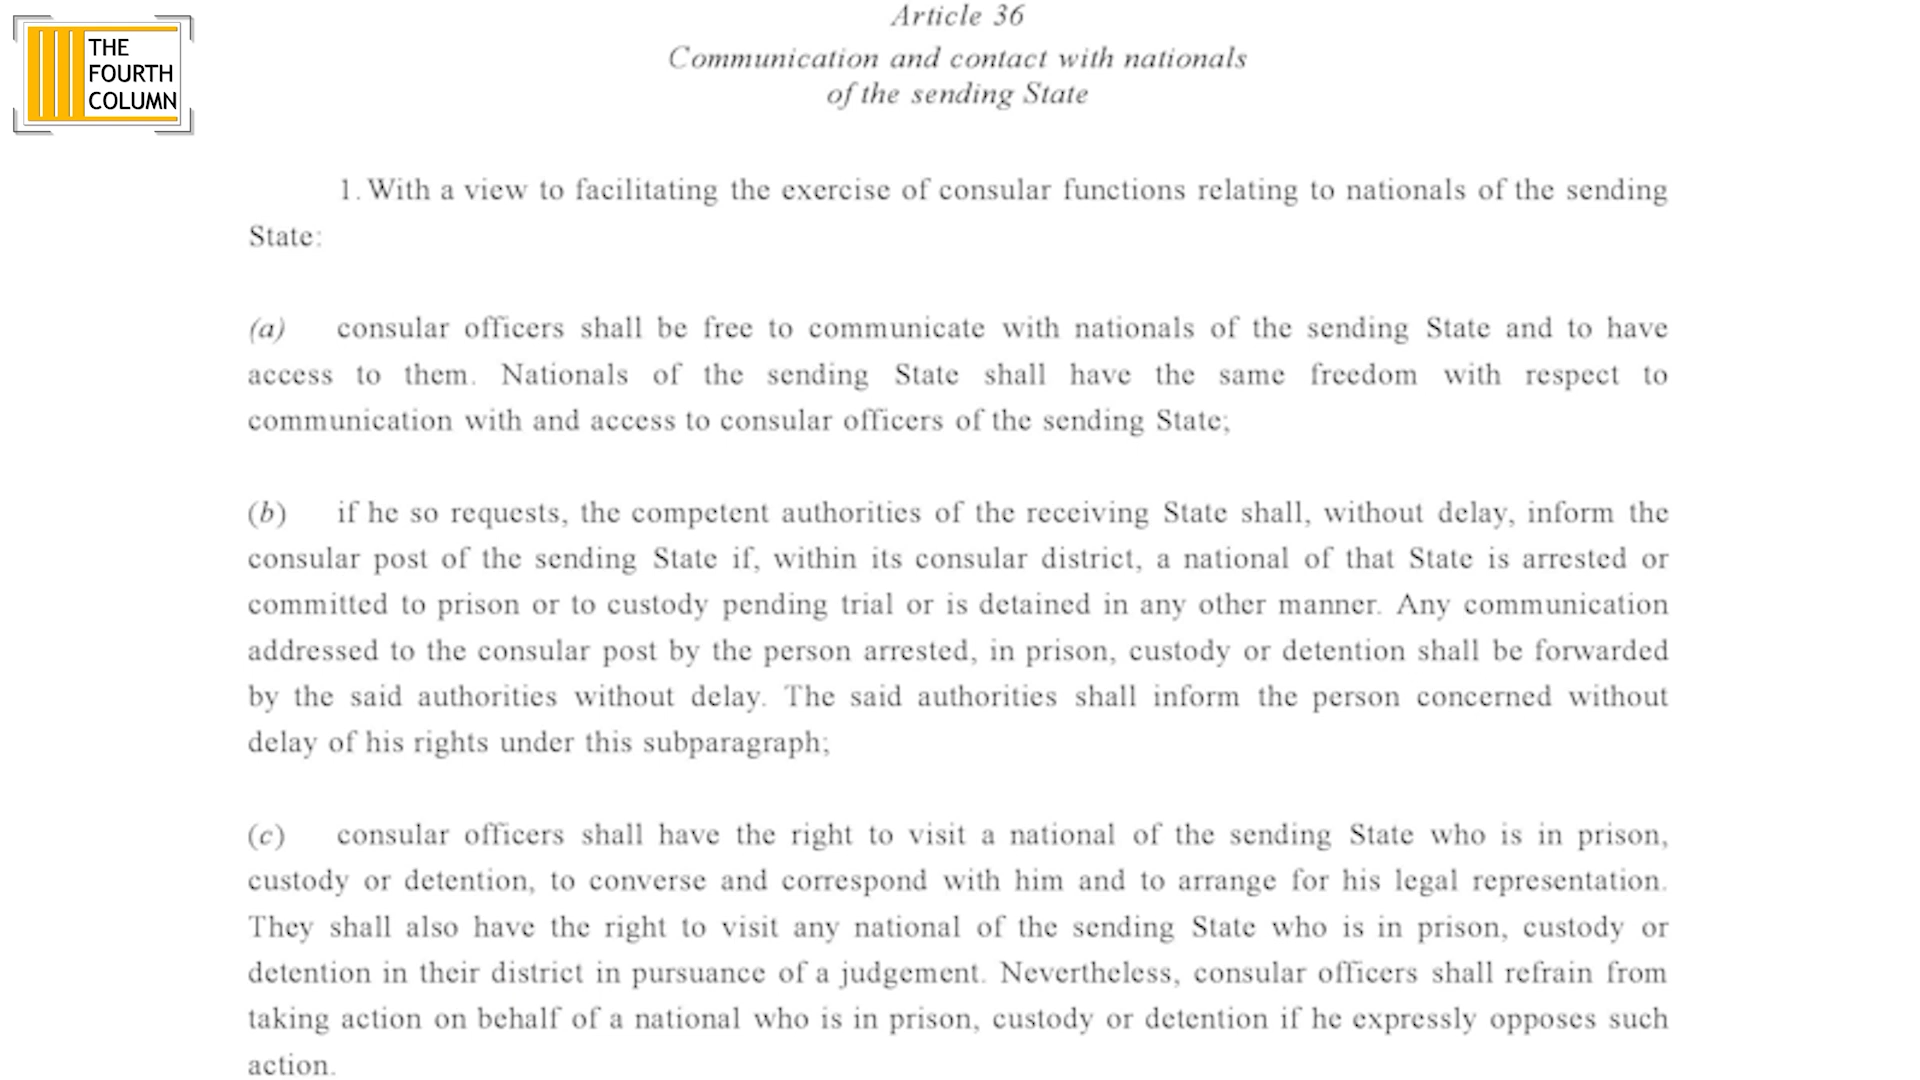 THE
FOURTH
COLUMN
Article 36
Communication and contact with nationals
of the sending State
1. With a view to facilitating the exercise of consular functions relating to nationals of the sending
State:
(a) consular officers shall be free to communicate with nationals of the sending State and to have
access to them. Nationals of the sending State shall have the same freedom with respect to
communication with and access to consular officers of the sending State;
(b) if he so requests, the competent authorities of the receiving State shall, without delay, inform the
consular post of the sending State if, within its consular district, a national of that State is arrested or
committed to prison or to custody pending trial or is detained in any other manner. Any communication
addressed to the consular post by the person arrested, in prison, custody or detention shall be forwarded
by the said authorities without delay. The said authorities shall inform the person concerned without
delay of his rights under this subparagraph;
(c) consular officers shall have the right to visit a national of the sending State who is in prison,
custody or detention, to converse and correspond with him and to arrange for his legal representation.
They shall also have the right to visit any national of the sending State who is in prison, custody or
detention in their district in pursuance of a judgement. Nevertheless, consular officers shall refrain from
taking action on behalf of a national who is in prison, custody or detention if he expressly opposes such
action.